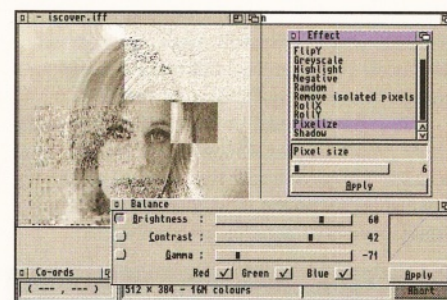 - iscover.iff
n
Effect
FlipY
Greyscale
Highlight
Negative
Random
Remove isolated pixels
RollX
RollY
Pixelize
Shadow
Pixel size
6
Apply
Balance
Brightness : 60
Contrast : 42
Gamma : -71
Red Green Blue
Apply
Co-ords
( --- , --- )
512 × 384 - 16M colours
Abort